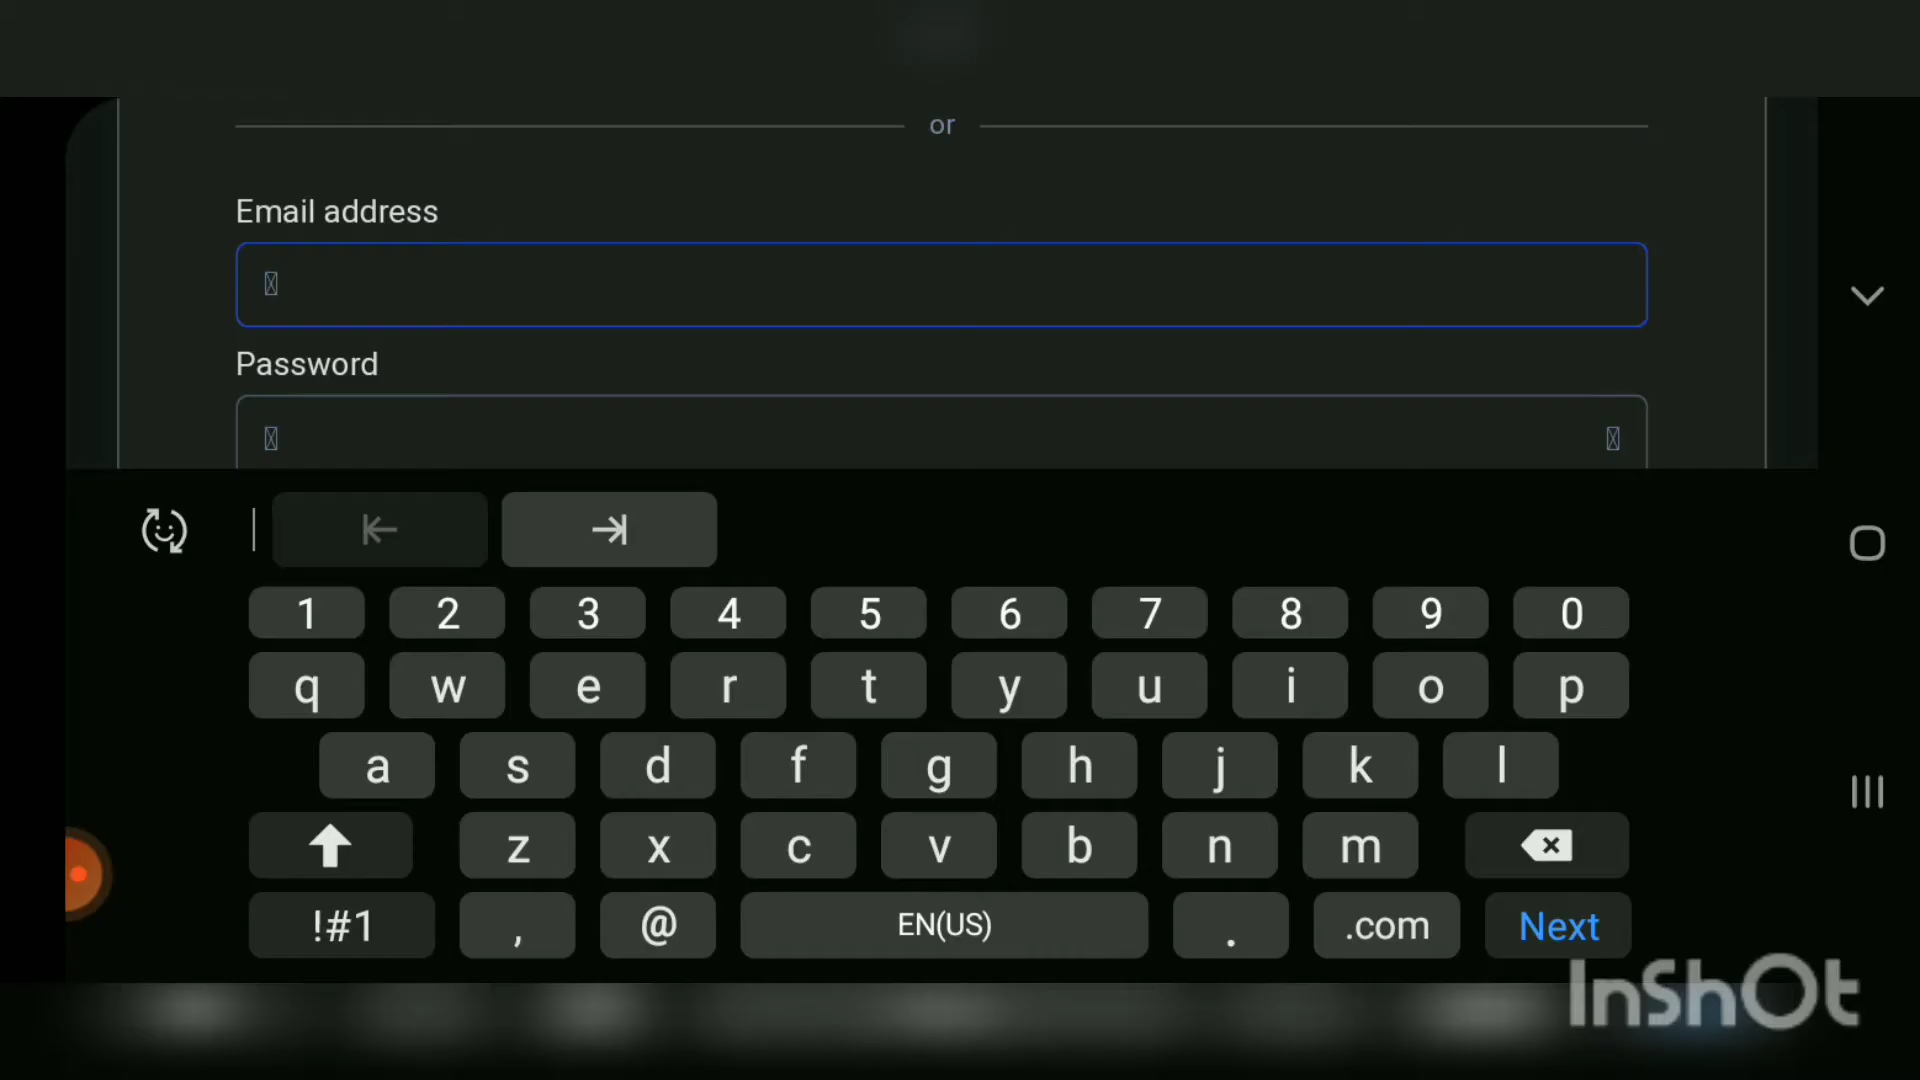 or
Email address
Password
1 2 3 4 5 6 7 8 9 0
q w e r t y u i o p
a s d f g h j k l
z x c v b n m
!#1 , @ EN(US) . .com Next
InShOt